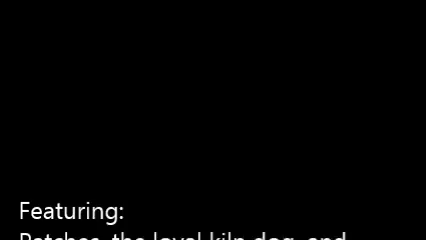 Featuring:
Patches, the loyal kiln dog, and